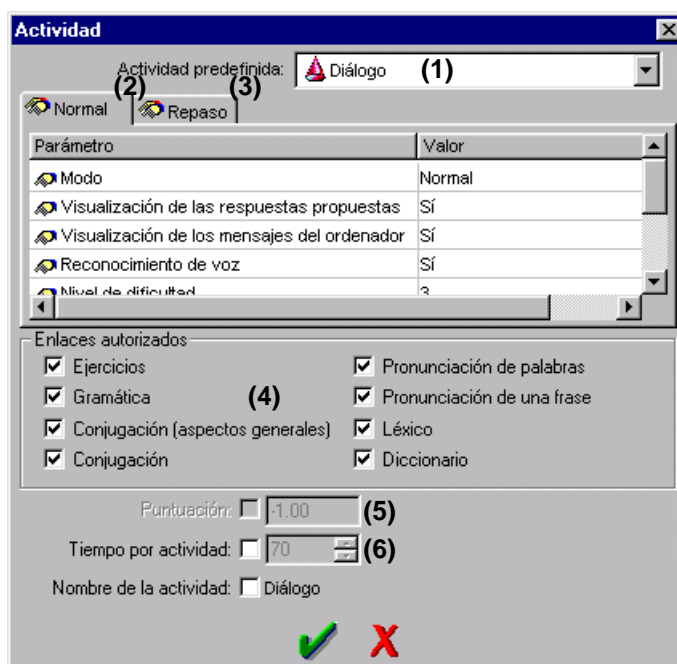 Actividad
Actividad predefinida: Diálogo (1)
(2) (3)
Normal Repaso
Parámetro Valor
Modo Normal
Visualización de las respuestas propuestas Sí
Visualización de los mensajes del ordenador Sí
Reconocimiento de voz Sí
Nivel de dificultad 3
Enlaces autorizados
Ejercicios Pronunciación de palabras
Gramática (4) Pronunciación de una frase
Conjugación (aspectos generales) Léxico
Conjugación Diccionario
Puntuación: -1.00 (5)
Tiempo por actividad: 70 (6)
Nombre de la actividad: Diálogo